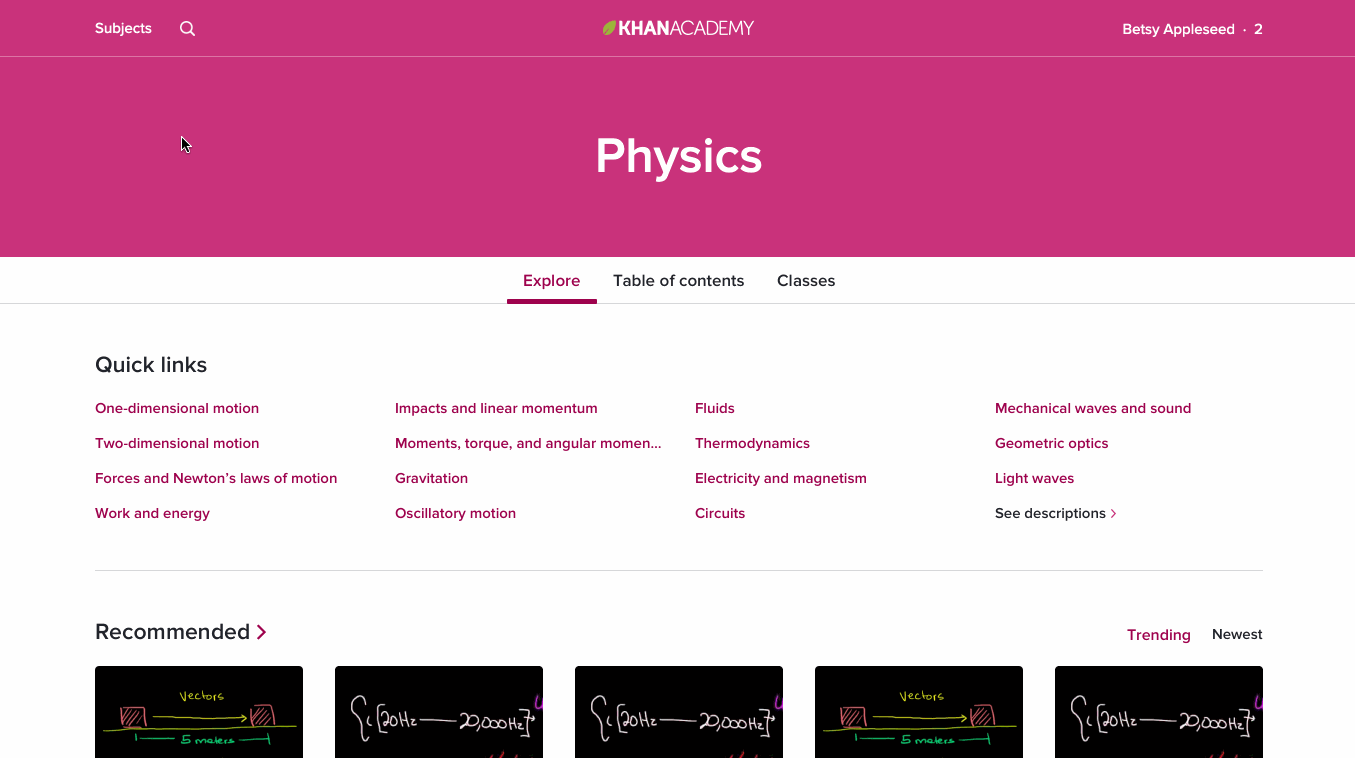 Subjects
KHANACADEMY
Betsy Appleseed · 2
Physics
Explore Table of contents Classes
Quick links
One-dimensional motion Impacts and linear momentum Fluids Mechanical waves and sound
Two-dimensional motion Moments, torque, and angular momen... Thermodynamics Geometric optics
Forces and Newton’s laws of motion Gravitation Electricity and magnetism Light waves
Work and energy Oscillatory motion Circuits See descriptions >
Recommended >
Trending Newest
Vectors
5 meters
[20Hz — 20,000Hz]
[20Hz — 20,000Hz]
Vectors
5 meters
[20Hz — 20,000Hz]